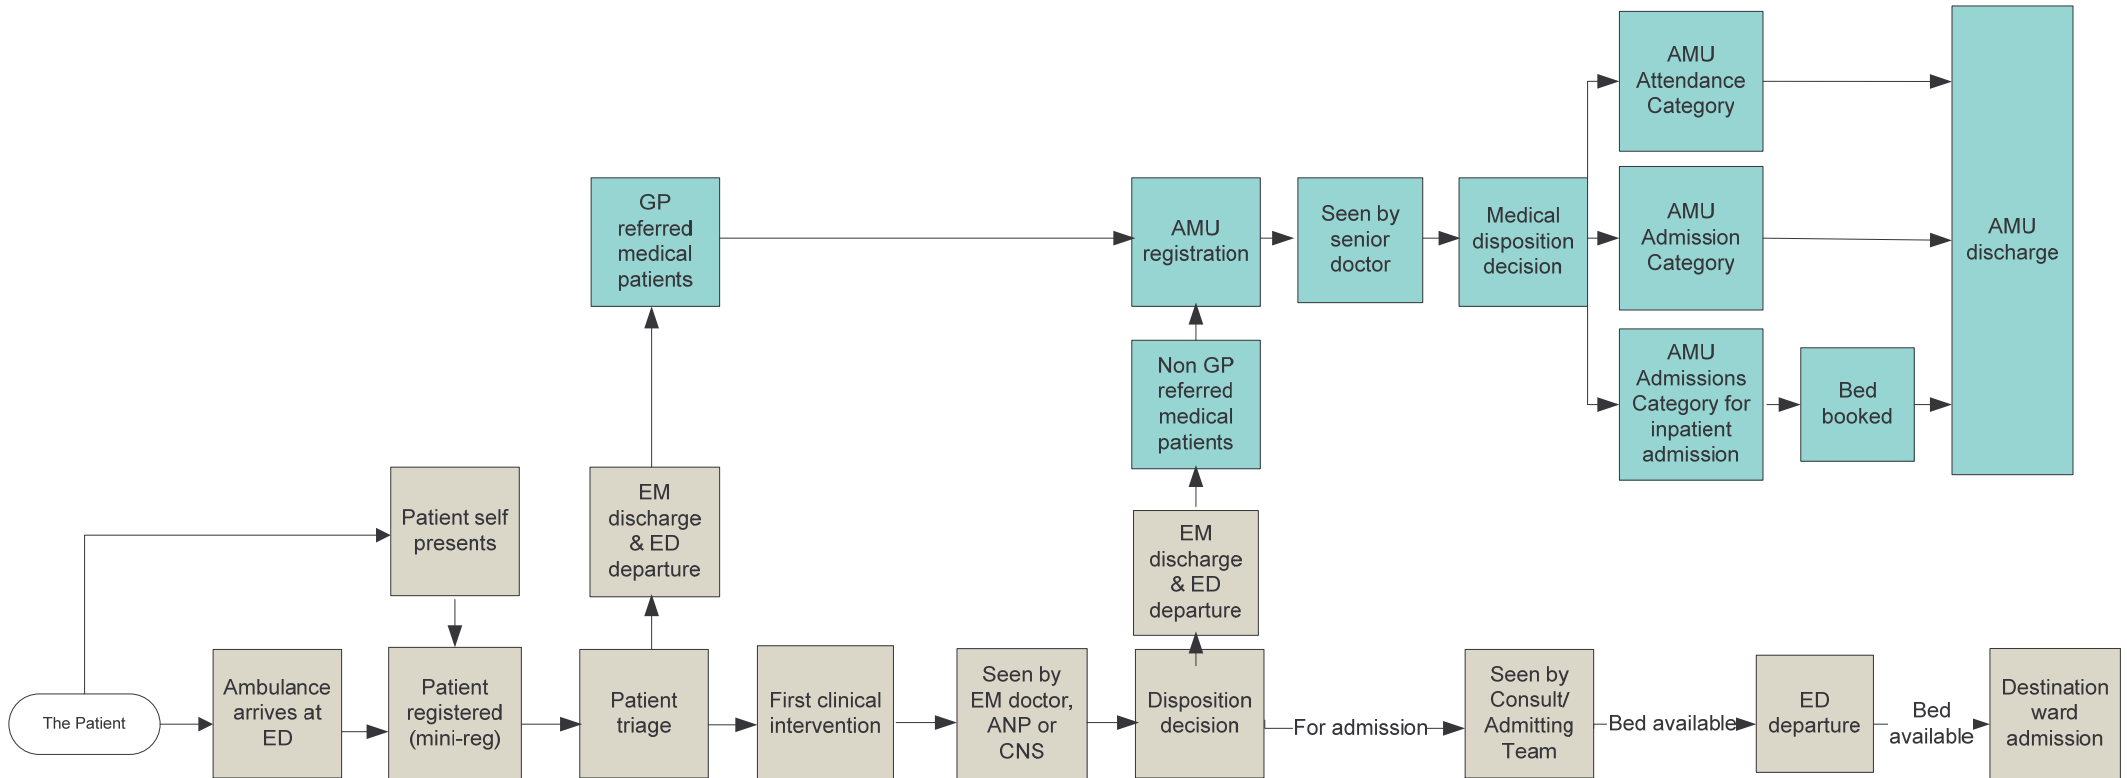 AMU
Attendance
Category
GP
referred
medical
patients
AMU
registration
Seen by
senior
doctor
Medical
disposition
decision
AMU
Admission
Category
AMU
discharge
Non GP
referred
medical
patients
AMU
Admissions
Category for
inpatient
admission
Bed
booked
Patient self
presents
EM
discharge
& ED
departure
EM
discharge
& ED
departure
The Patient
Ambulance
arrives at
ED
Patient
registered
(mini-reg)
Patient
triage
First clinical
intervention
Seen by
EM doctor,
ANP or
CNS
Disposition
decision
For admission
Seen by
Consult/
Admitting
Team
Bed available
ED
departure
Bed
available
Destination
ward
admission